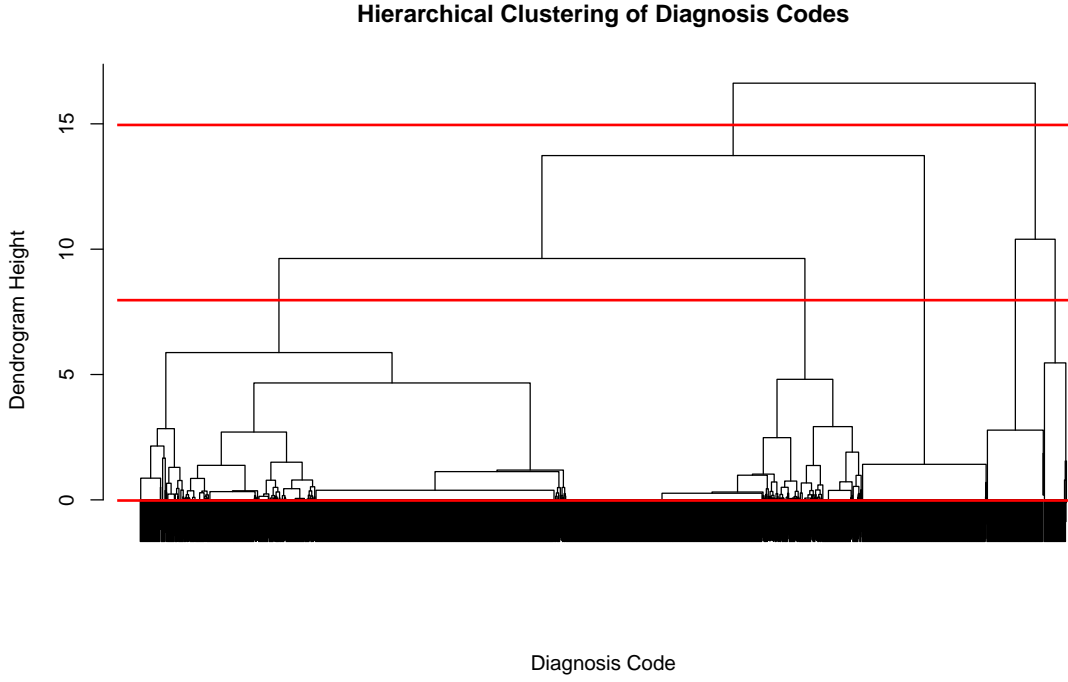 Hierarchical Clustering of Diagnosis Codes
Dendrogram Height
15
10
5
0
Diagnosis Code